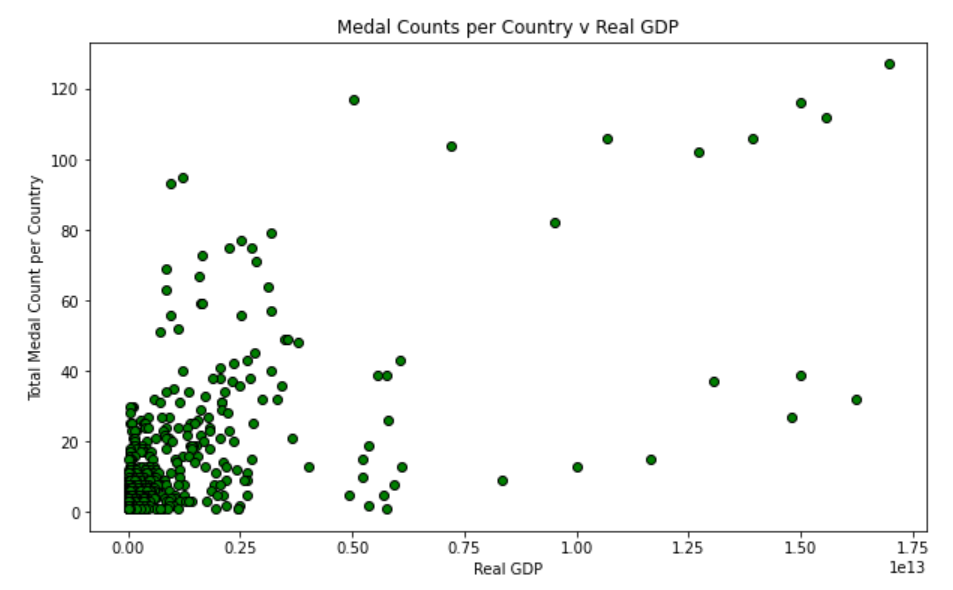 Medal Counts per Country v Real GDP
Total Medal Count per Country
120
100
80
60
40
20
0
0.00 0.25 0.50 0.75 1.00 1.25 1.50 1.75
1e13
Real GDP